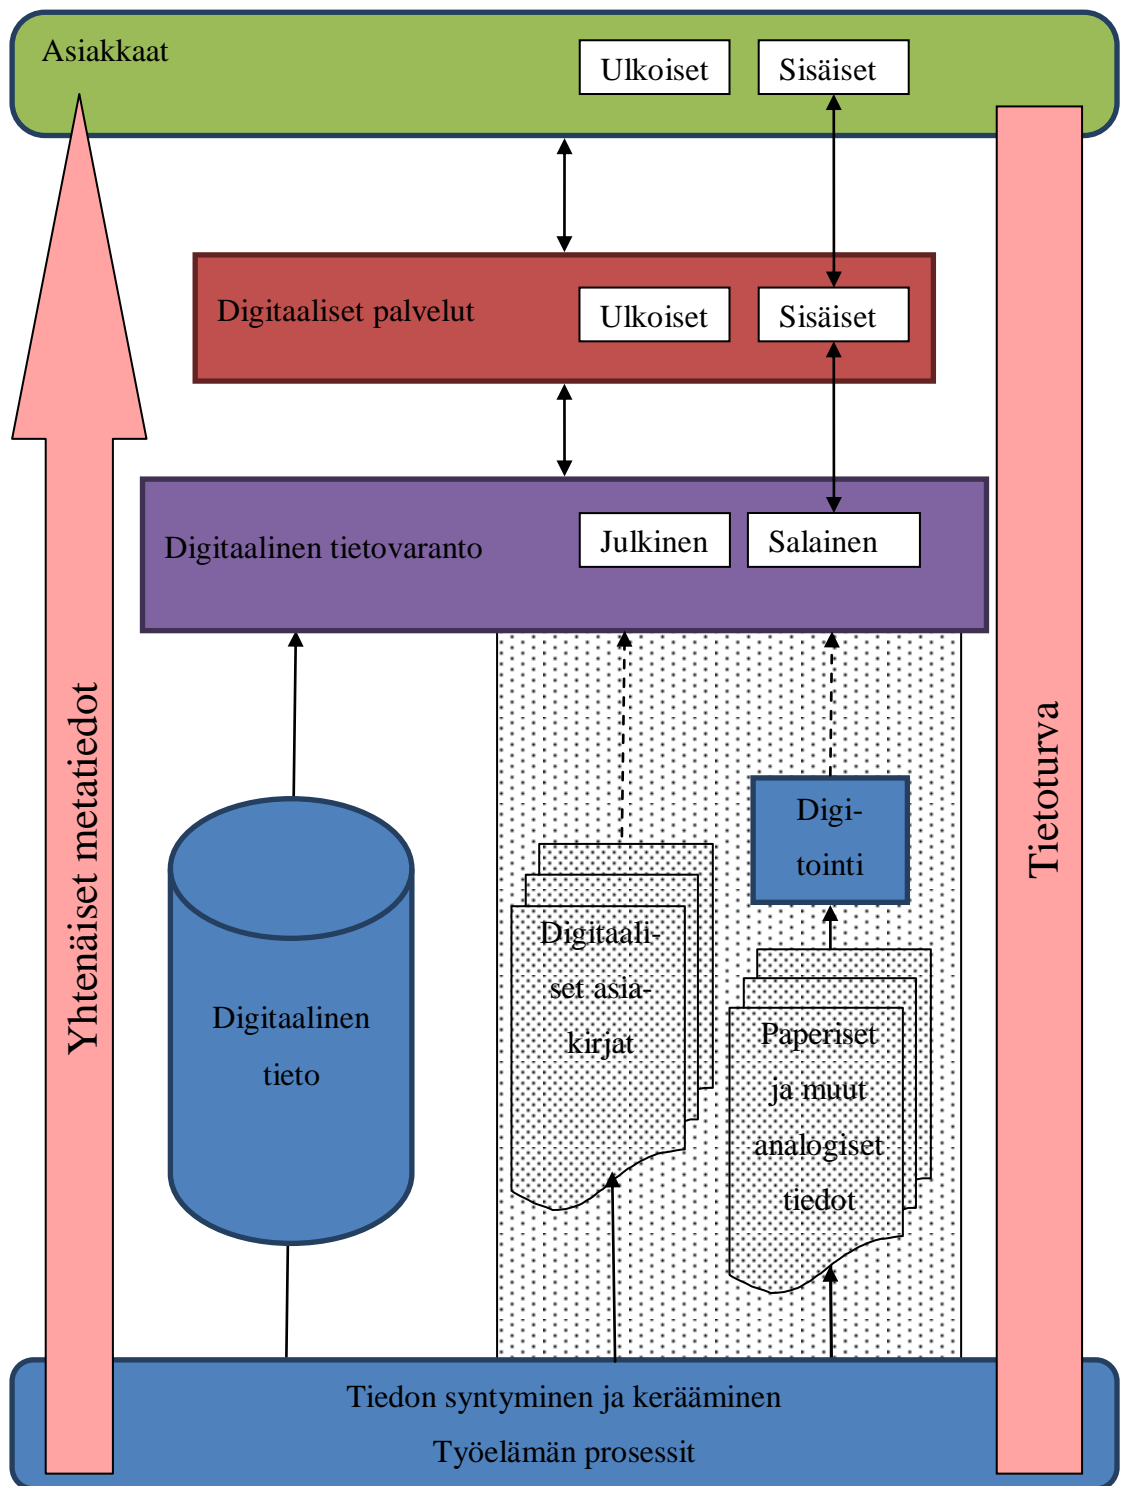 Asiakkaat
Ulkoiset
Sisäiset
Digitaaliset palvelut
Ulkoiset
Sisäiset
Digitaalinen tietovaranto
Julkinen
Salainen
Yhtenäiset metatiedot
Tietoturva
Digi-
tointi
Digitaali-
set asia-
kirjat
Digitaalinen
tieto
Paperiset
ja muut
analogiset
tiedot
Tiedon syntyminen ja kerääminen
Työelämän prosessit